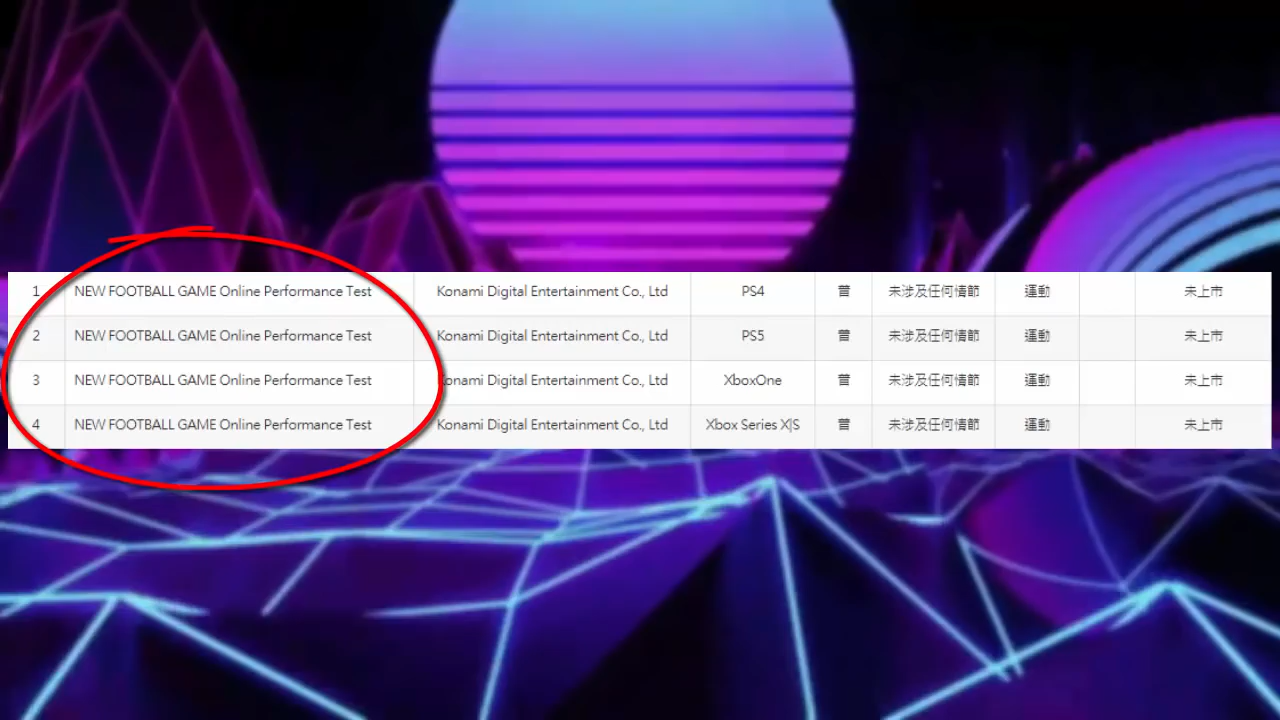 1 NEW FOOTBALL GAME Online Performance Test Konami Digital Entertainment Co., Ltd PS4 普 未涉及任何情節 運動 未上市
2 NEW FOOTBALL GAME Online Performance Test Konami Digital Entertainment Co., Ltd PS5 普 未涉及任何情節 運動 未上市
3 NEW FOOTBALL GAME Online Performance Test Konami Digital Entertainment Co., Ltd XboxOne 普 未涉及任何情節 運動 未上市
4 NEW FOOTBALL GAME Online Performance Test Konami Digital Entertainment Co., Ltd Xbox Series X|S 普 未涉及任何情節 運動 未上市